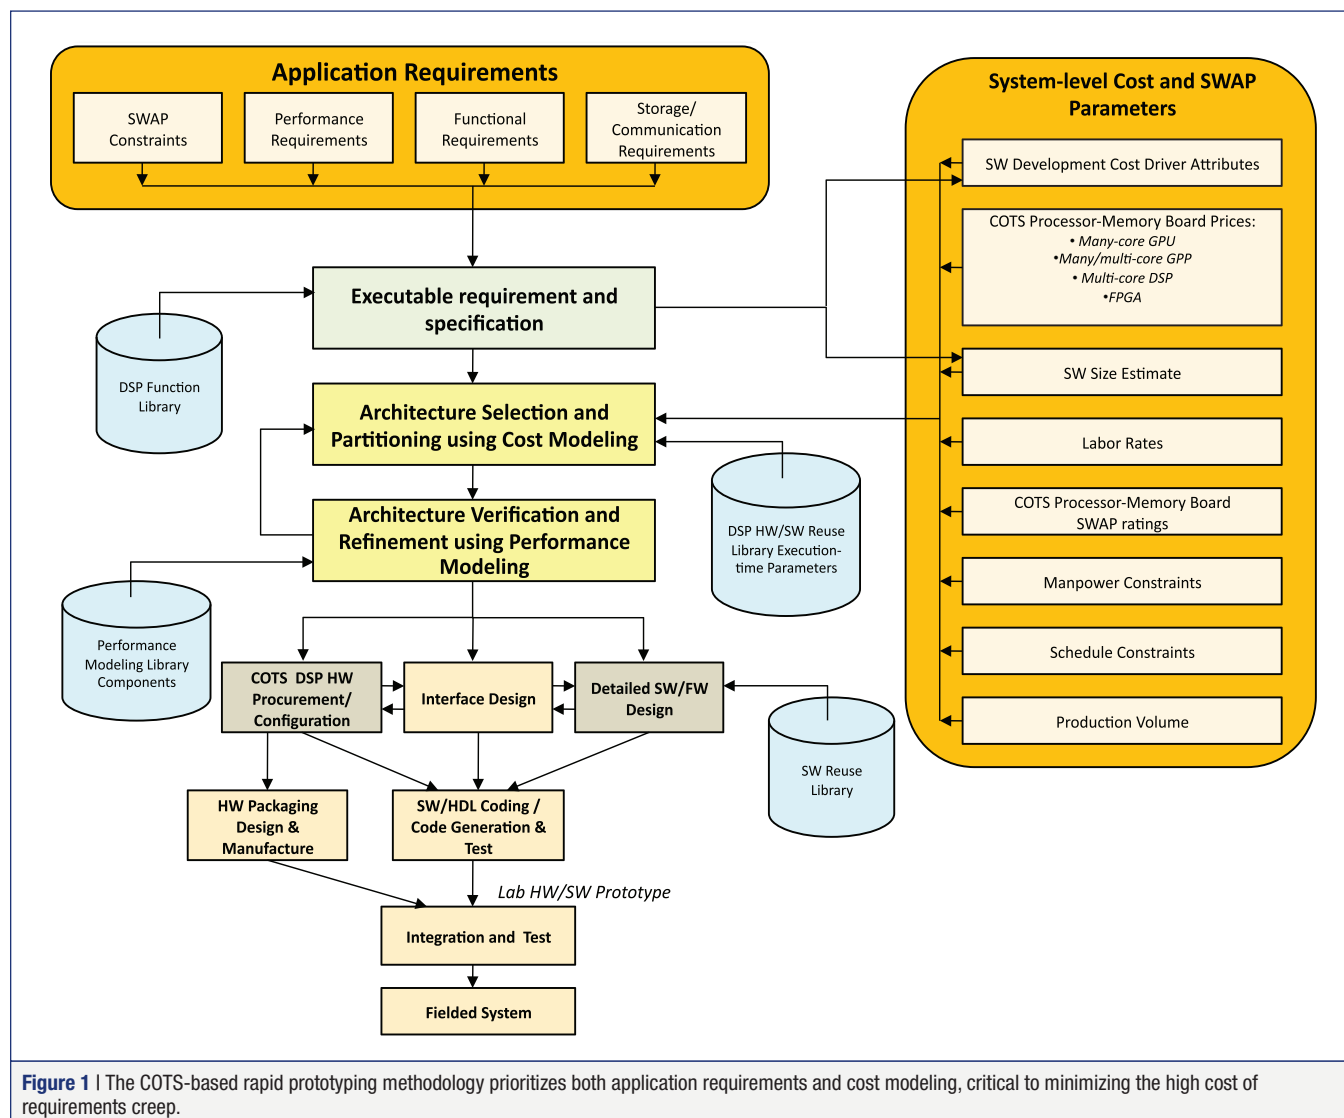 Application Requirements
SWAP
Constraints
Performance
Requirements
Functional
Requirements
Storage/
Communication
Requirements
System-level Cost and SWAP
Parameters
SW Development Cost Driver Attributes
COTS Processor-Memory Board Prices:
• Many-core GPU
•Many/multi-core GPP
• Multi-core DSP
•FPGA
SW Size Estimate
Labor Rates
COTS Processor-Memory Board
SWAP ratings
Manpower Constraints
Schedule Constraints
Production Volume
Executable requirement and
specification
DSP Function
Library
Architecture Selection and
Partitioning using Cost Modeling
Architecture Verification and
Refinement using Performance
Modeling
DSP HW/SW Reuse
Library Execution-
time Parameters
Performance
Modeling Library
Components
COTS DSP HW
Procurement/
Configuration
Interface Design
Detailed SW/FW
Design
SW Reuse
Library
HW Packaging
Design &
Manufacture
SW/HDL Coding /
Code Generation &
Test
Lab HW/SW Prototype
Integration and Test
Fielded System
Figure 1 | The COTS-based rapid prototyping methodology prioritizes both application requirements and cost modeling, critical to minimizing the high cost of
requirements creep.